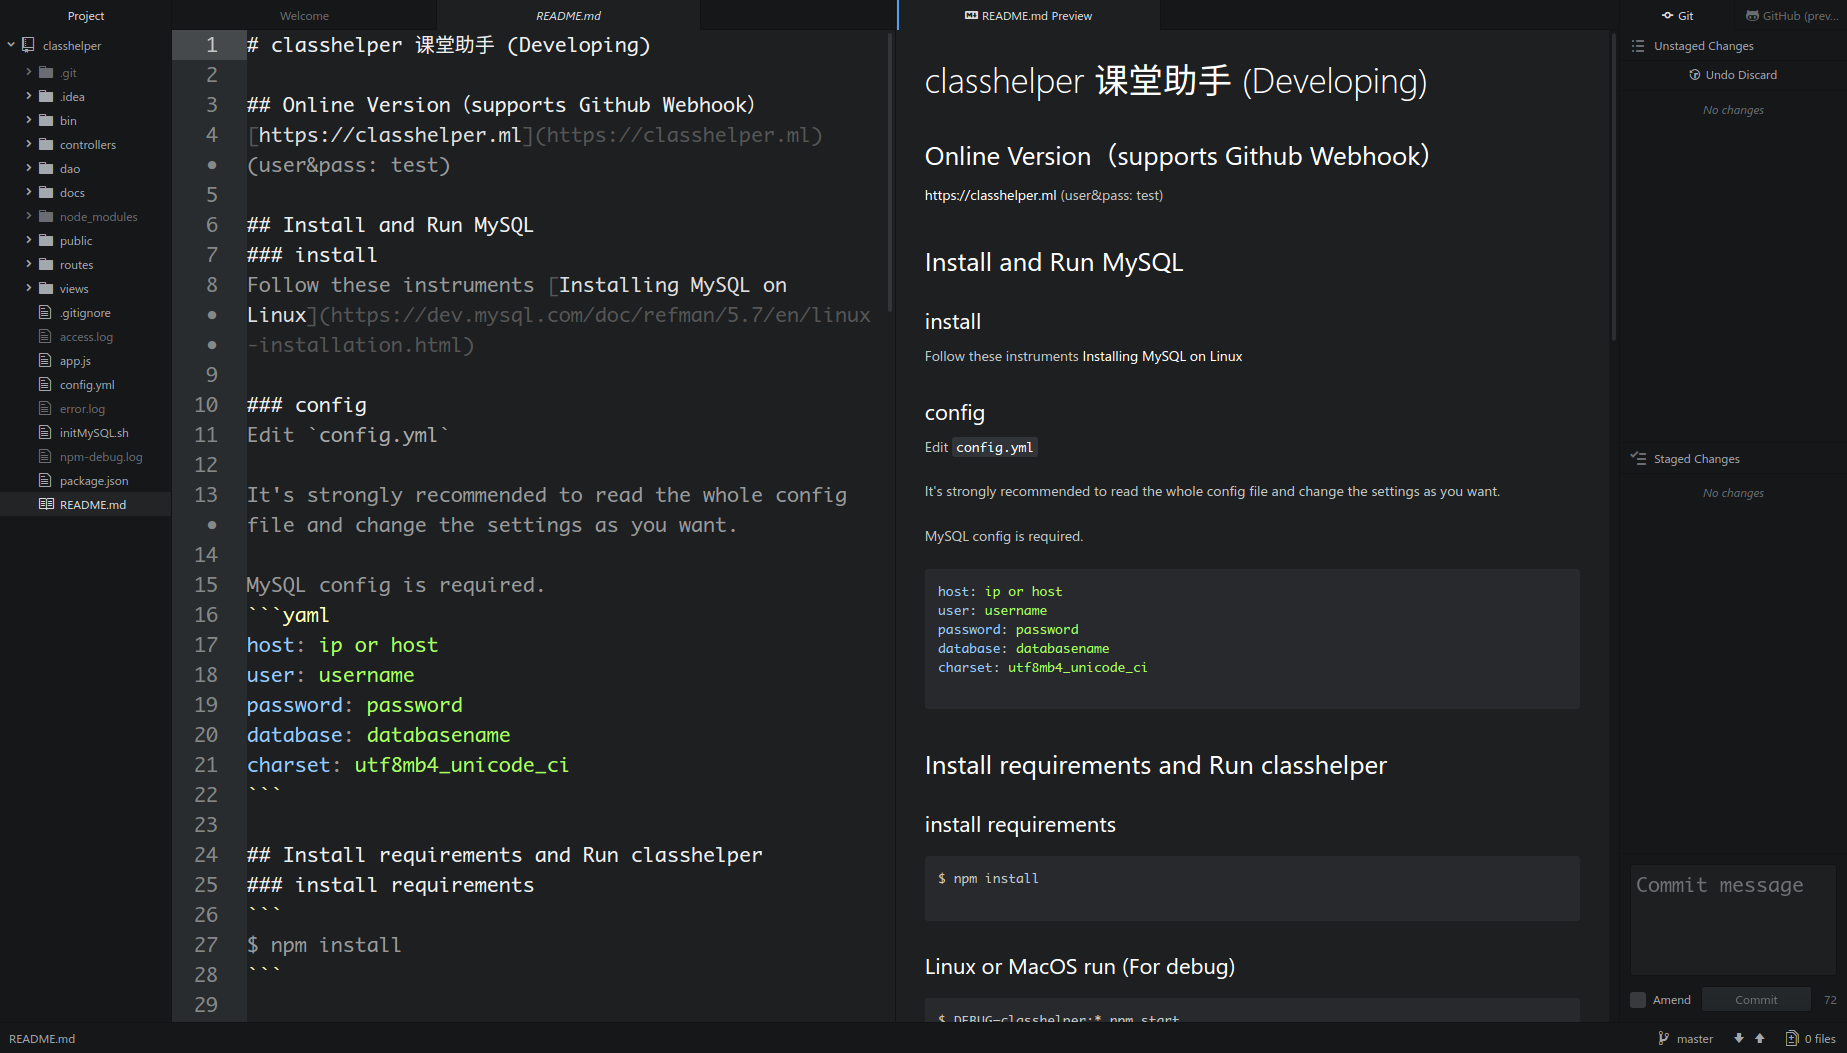 Project
classhelper
.git
.idea
bin
controllers
dao
docs
node_modules
public
routes
views
.gitignore
access.log
app.js
config.yml
error.log
initMySQL.sh
npm-debug.log
package.json
README.md
Welcome
README.md
1 # classhelper 课堂助手 (Developing)
2
3 ## Online Version（supports Github Webhook）
4 [https://classhelper.ml](https://classhelper.ml)
• (user&pass: test)
5
6 ## Install and Run MySQL
7 ### install
8 Follow these instruments [Installing MySQL on
• Linux](https://dev.mysql.com/doc/refman/5.7/en/linux
• -installation.html)
9
10 ### config
11 Edit `config.yml`
12
13 It's strongly recommended to read the whole config
• file and change the settings as you want.
14
15 MySQL config is required.
16 ```yaml
17 host: ip or host
18 user: username
19 password: password
20 database: databasename
21 charset: utf8mb4_unicode_ci
22 ```
23
24 ## Install requirements and Run classhelper
25 ### install requirements
26 ```
27 $ npm install
28 ```
29
README.md Preview
classhelper 课堂助手 (Developing)
Online Version（supports Github Webhook）
https://classhelper.ml (user&pass: test)
Install and Run MySQL
install
Follow these instruments Installing MySQL on Linux
config
Edit config.yml
It's strongly recommended to read the whole config file and change the settings as you want.
MySQL config is required.
host: ip or host
user: username
password: password
database: databasename
charset: utf8mb4_unicode_ci
Install requirements and Run classhelper
install requirements
$ npm install
Linux or MacOS run (For debug)
$ DEBUG=classhelper:* npm start
Git
GitHub (prev...
Unstaged Changes
Undo Discard
No changes
Staged Changes
No changes
Commit message
Amend
Commit
72
README.md
master
0 files